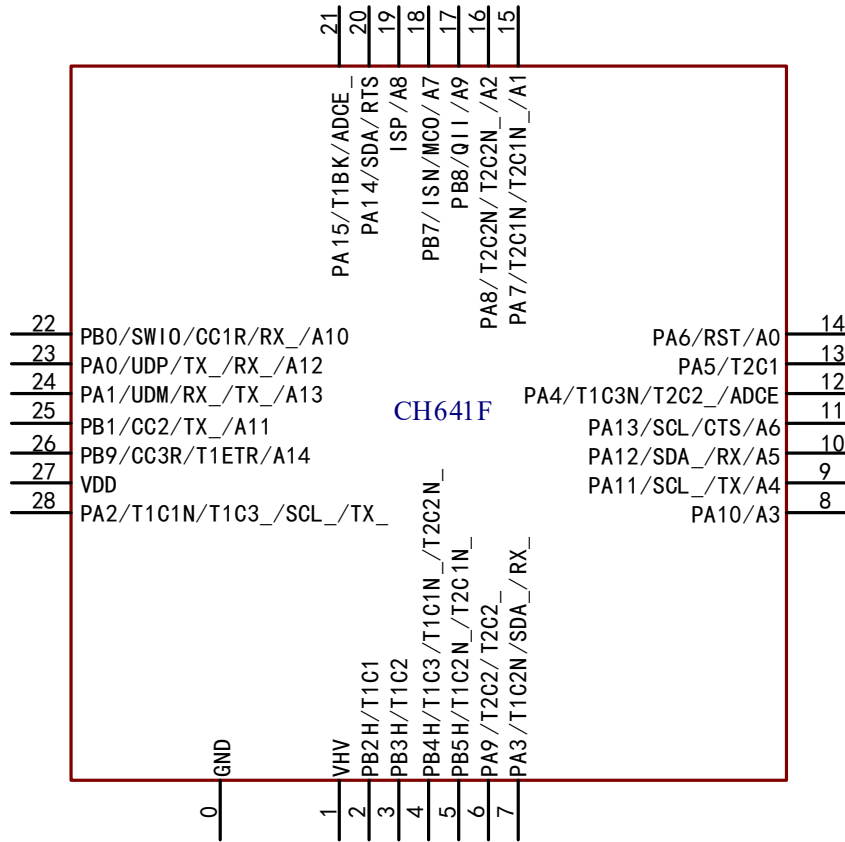 21
20
19
18
17
16
15
PA15/T1BK/ADCE_
PA14/SDA/RTS
ISP/A8
PB7/ISN/MCO/A7
PB8/QII/A9
PA8/T2C2N/T2C2N_/A2
PA7/T2C1N/T2C1N_/A1
22 PB0/SWIO/CC1R/RX_/A10
23 PA0/UDP/TX_/RX_/A12
24 PA1/UDM/RX_/TX_/A13
25 PB1/CC2/TX_/A11
26 PB9/CC3R/T1ETR/A14
27 VDD
28 PA2/T1C1N/T1C3_/SCL_/TX_
CH641F
PA6/RST/A0 14
PA5/T2C1 13
PA4/T1C3N/T2C2_/ADCE 12
PA13/SCL/CTS/A6 11
PA12/SDA_/RX/A5 10
PA11/SCL_/TX/A4 9
PA10/A3 8
GND
VHV
PB2H/T1C1
PB3H/T1C2
PB4H/T1C3/T1C1N_/T2C2N_
PB5H/T1C2N_/T2C1N_
PA9/T2C2/T2C2_
PA3/T1C2N/SDA_/RX_
0
1
2
3
4
5
6
7